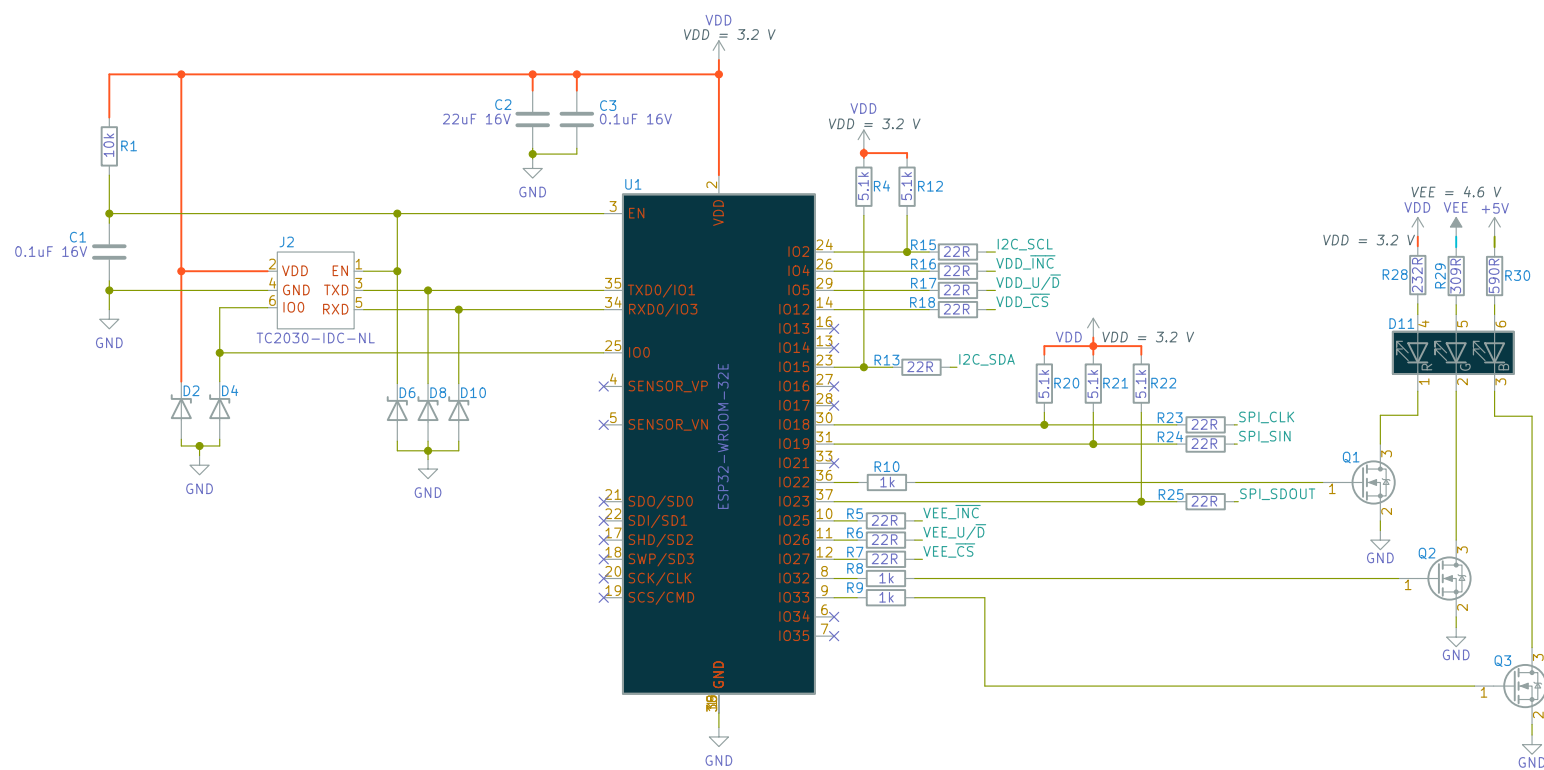 VDD
VDD = 3.2 V
C2
22uF 16V
C3
0.1uF 16V
GND
10k
R1
C1
0.1uF 16V
GND
J2
2 VDD EN 1
4 GND TXD 3
6 IO0 RXD 5
TC2030-IDC-NL
D2
D4
GND
D6
D8
D10
GND
U1
2
VDD
3 EN
35 TXD0/IO1
34 RXD0/IO3
25 IO0
4 SENSOR_VP
5 SENSOR_VN
21 SDO/SD0
22 SDI/SD1
17 SHD/SD2
18 SWP/SD3
20 SCK/CLK
19 SCS/CMD
ESP32-WROOM-32E
GND
GND
VDD
VDD = 3.2 V
5.1k
R4
5.1k
R12
IO2 24 R15 22R I2C_SCL
IO4 26 R16 22R VDD_INC
IO5 29 R17 22R VDD_U/D
IO12 14 R18 22R VDD_CS
IO13 16
IO14 13
IO15 23 R13 22R I2C_SDA
IO16 27
IO17 28
IO18 30 R23 22R SPI_CLK
IO19 31 R24 22R SPI_SIN
IO21 33
IO22 36 R10 1k
IO23 37 R25 22R SPI_SDOUT
IO25 10 R5 22R VEE_INC
IO26 11 R6 22R VEE_U/D
IO27 12 R7 22R VEE_CS
IO32 8 R8 1k
IO33 9 R9 1k
IO34 6
IO35 7
VDD
VDD = 3.2 V
5.1k
R20
5.1k
R21
5.1k
R22
VEE = 4.6 V
VDD VEE +5V
VDD = 3.2 V
R28
232R
R29
309R
590R
R30
D11
4 5 6
R G B
1 2 3
Q1
1
3
2
GND
Q2
1
3
2
GND
Q3
1
3
2
GND